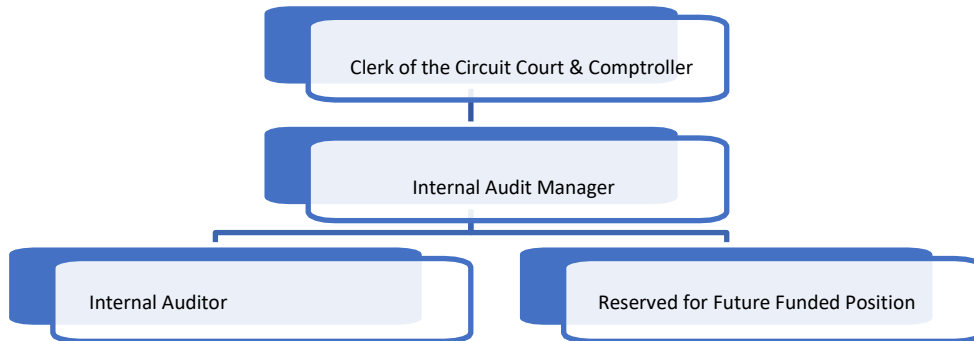 Clerk of the Circuit Court & Comptroller
Internal Audit Manager
Internal Auditor
Reserved for Future Funded Position